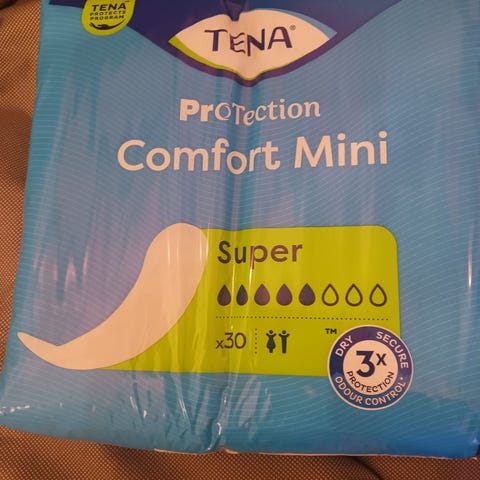 TENA
PROTECTS
PROGRAM
TENA®
ProTection
Comfort Mini
Super
x30
™
DRY SECURE
3x
PROTECTION
ODOUR CONTROL